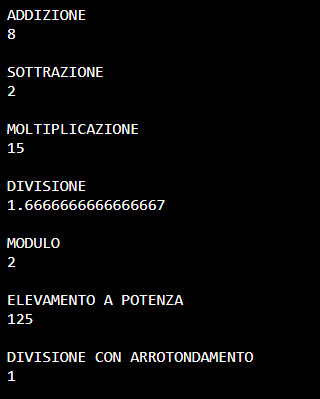 ADDIZIONE
8
SOTTRAZIONE
2
MOLTIPLICAZIONE
15
DIVISIONE
1.6666666666666667
MODULO
2
ELEVAMENTO A POTENZA
125
DIVISIONE CON ARROTONDAMENTO
1